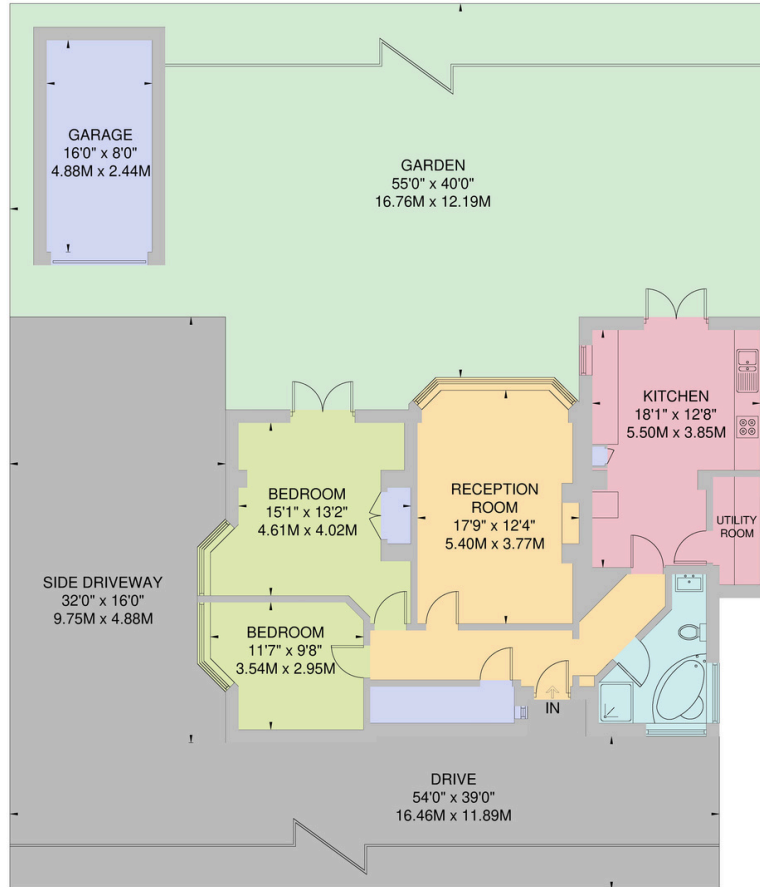 GARAGE
16'0" x 8'0"
4.88M x 2.44M
GARDEN
55'0" x 40'0"
16.76M x 12.19M
KITCHEN
18'1" x 12'8"
5.50M x 3.85M
BEDROOM
15'1" x 13'2"
4.61M x 4.02M
RECEPTION
ROOM
17'9" x 12'4"
5.40M x 3.77M
UTILITY
ROOM
SIDE DRIVEWAY
32'0" x 16'0"
9.75M x 4.88M
BEDROOM
11'7" x 9'8"
3.54M x 2.95M
IN
DRIVE
54'0" x 39'0"
16.46M x 11.89M